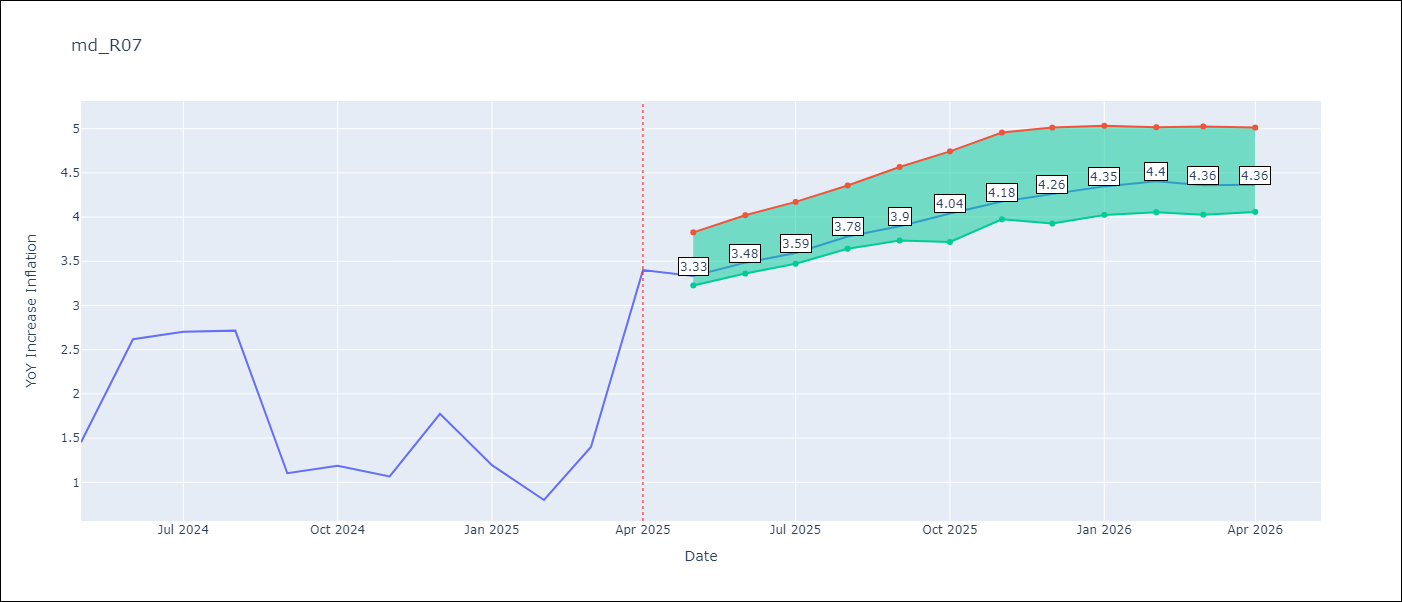 md_R07
YoY Increase Inflation
5
4.5
4
3.5
3
2.5
2
1.5
1
3.33
3.48
3.59
3.78
3.9
4.04
4.18
4.26
4.35
4.4
4.36
4.36
Jul 2024
Oct 2024
Jan 2025
Apr 2025
Jul 2025
Oct 2025
Jan 2026
Apr 2026
Date